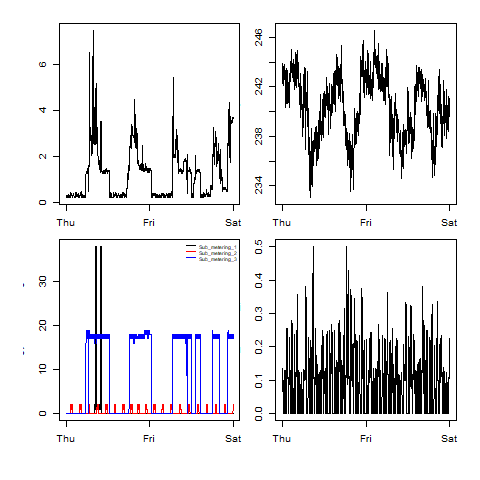 6
4
2
0
Thu Fri Sat
246
242
238
234
Thu Fri Sat
30
20
10
0
Sub_metering_1
Sub_metering_2
Sub_metering_3
Thu Fri Sat
0.5
0.4
0.3
0.2
0.1
0.0
Thu Fri Sat